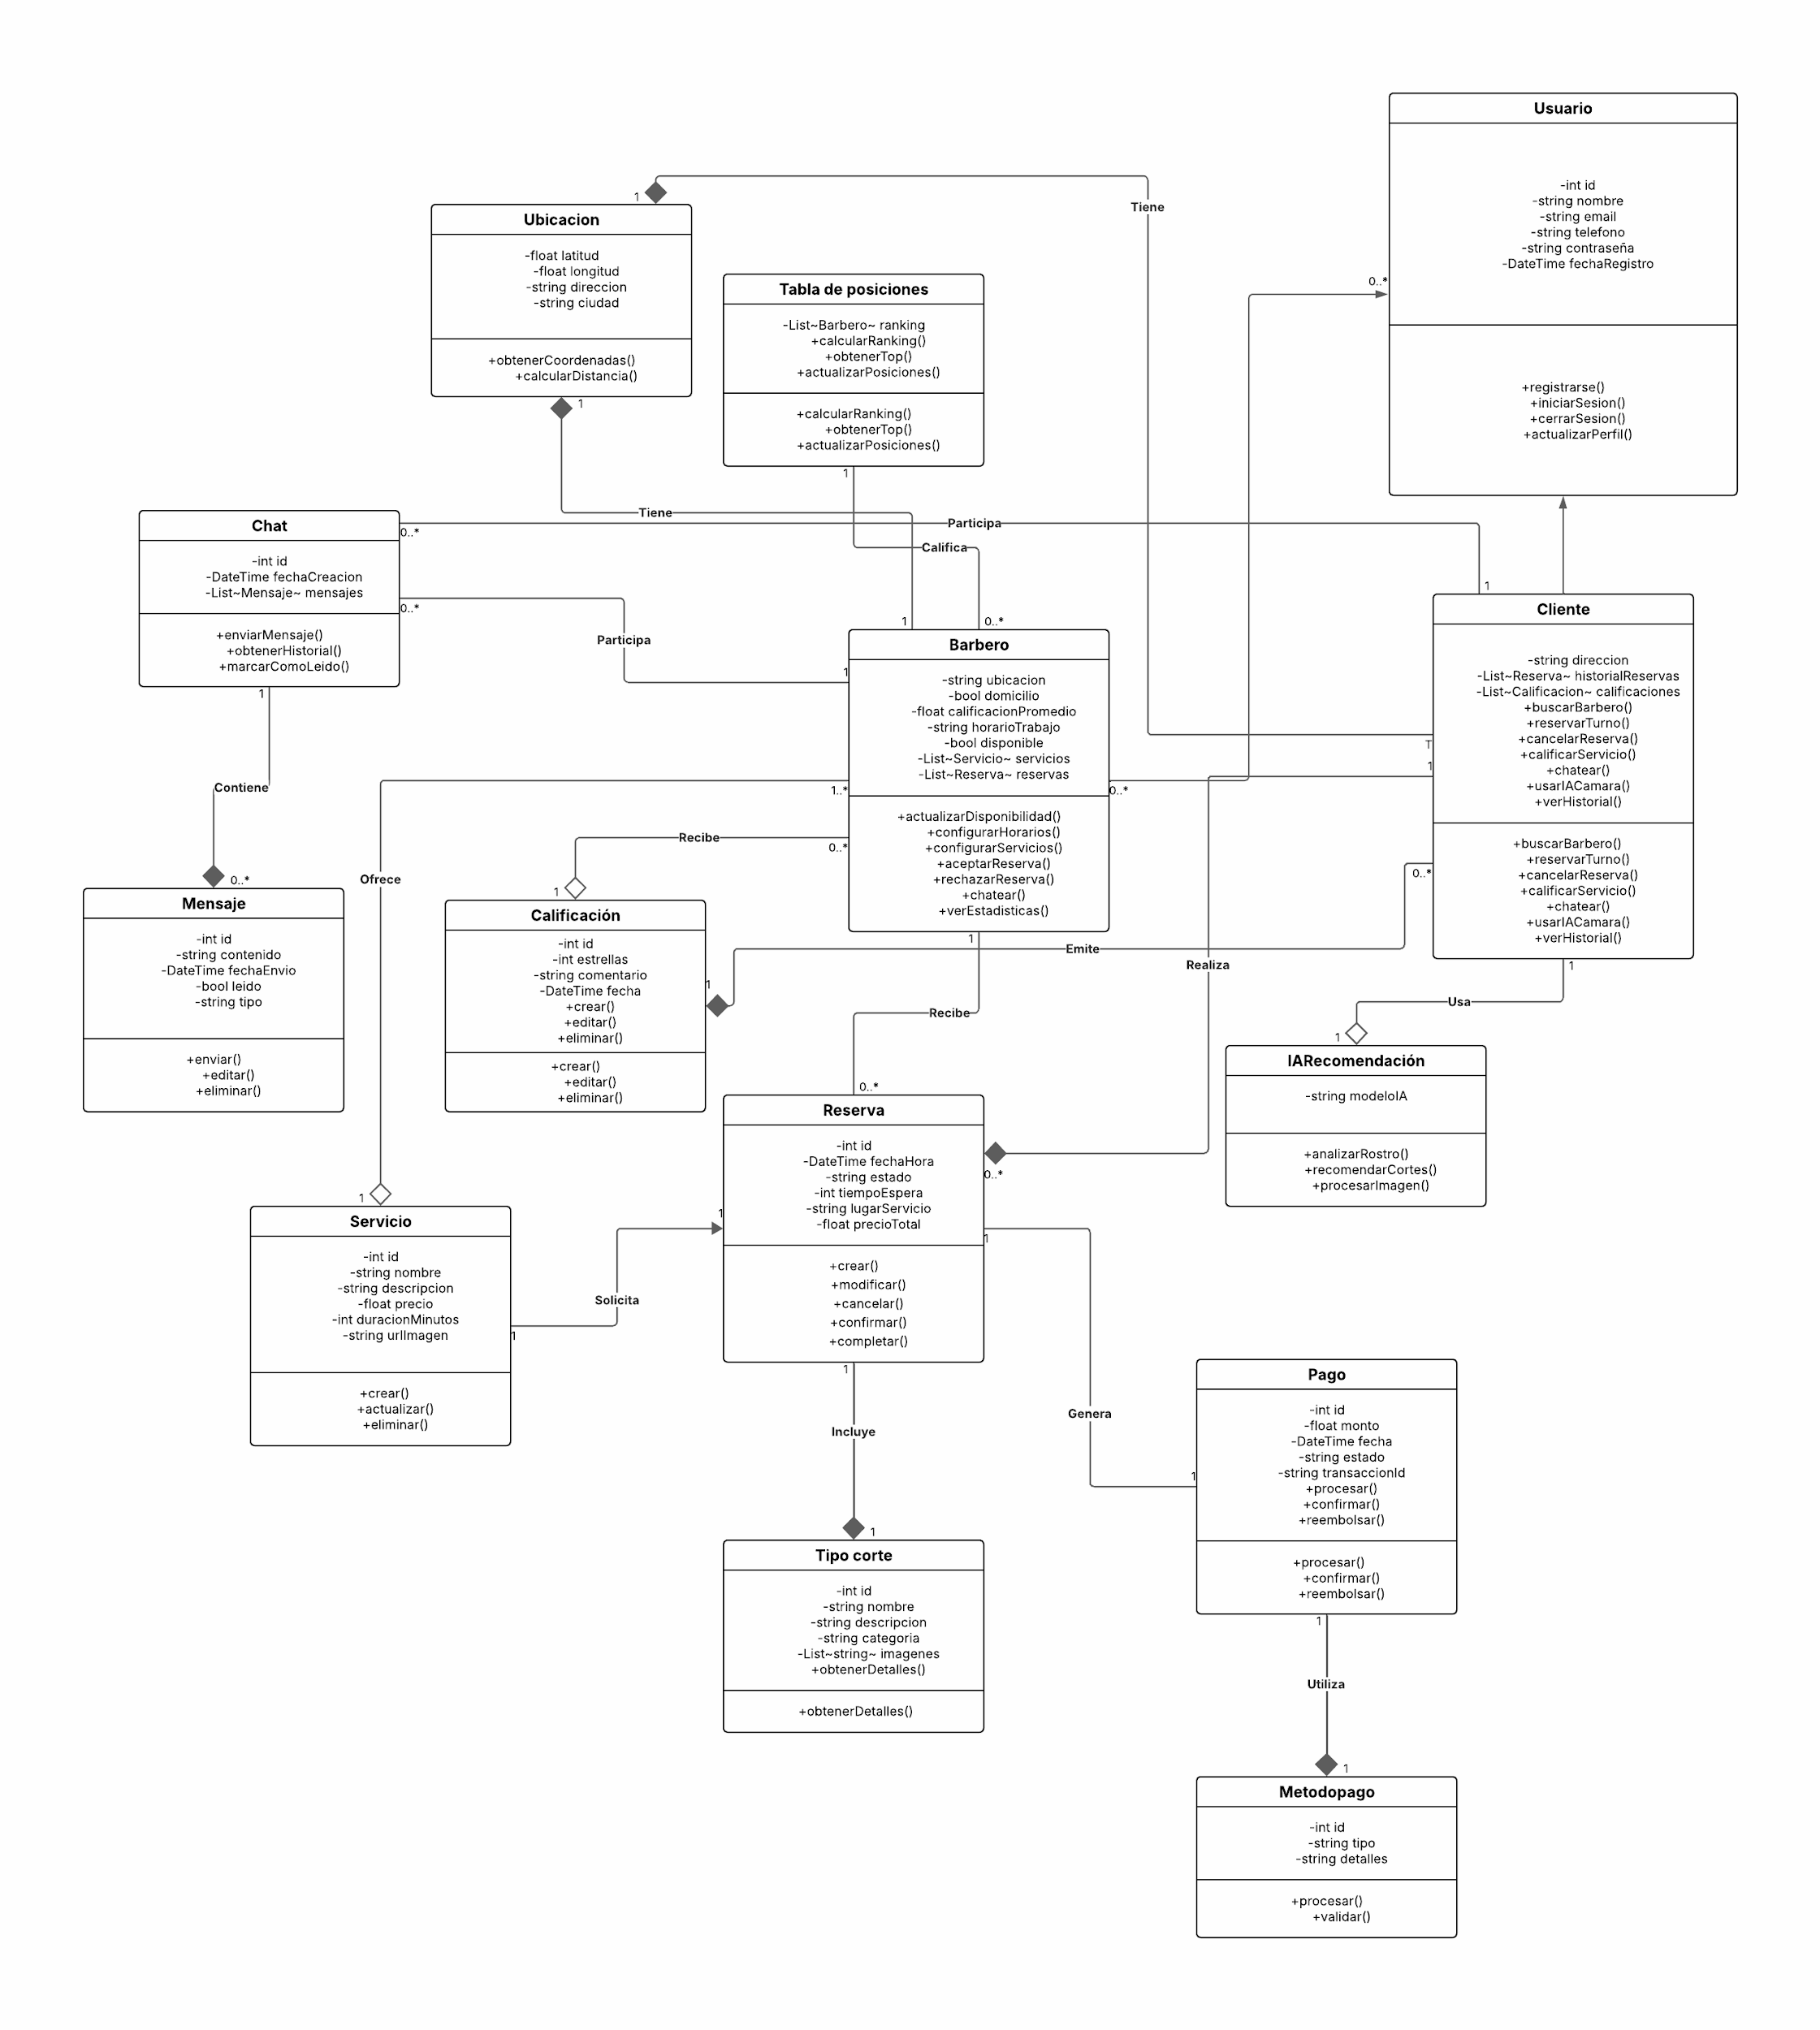 Usuario
-int id
-string nombre
-string email
-string telefono
-string contraseña
-DateTime fechaRegistro
+registrarse()
+iniciarSesion()
+cerrarSesion()
+actualizarPerfil()
0..*
Tiene
1
Ubicacion
-float latitud
-float longitud
-string direccion
-string ciudad
+obtenerCoordenadas()
+calcularDistancia()
1
Tabla de posiciones
-List~Barbero~ ranking
+calcularRanking()
+obtenerTop()
+actualizarPosiciones()
+calcularRanking()
+obtenerTop()
+actualizarPosiciones()
1
Tiene
Participa
Califica
Chat
-int id
-DateTime fechaCreacion
-List~Mensaje~ mensajes
+enviarMensaje()
+obtenerHistorial()
+marcarComoLeido()
0..*
0..*
1
Participa
1
0..*
1
Barbero
-string ubicacion
-bool domicilio
-float calificacionPromedio
-string horarioTrabajo
-bool disponible
-List~Servicio~ servicios
-List~Reserva~ reservas
+actualizarDisponibilidad()
+configurarHorarios()
+configurarServicios()
+aceptarReserva()
+rechazarReserva()
+chatear()
+verEstadisticas()
1..*
0..*
0..*
1
1
Cliente
-string direccion
-List~Reserva~ historialReservas
-List~Calificacion~ calificaciones
+buscarBarbero()
+reservarTurno()
+cancelarReserva()
+calificarServicio()
+chatear()
+usarIACamara()
+verHistorial()
+buscarBarbero()
+reservarTurno()
+cancelarReserva()
+calificarServicio()
+chatear()
+usarIACamara()
+verHistorial()
1
1
0..*
1
Contiene
0..*
Mensaje
-int id
-string contenido
-DateTime fechaEnvio
-bool leido
-string tipo
+enviar()
+editar()
+eliminar()
Ofrece
Recibe
1
Calificación
-int id
-int estrellas
-string comentario
-DateTime fecha
+crear()
+editar()
+eliminar()
+crear()
+editar()
+eliminar()
1
Emite
Realiza
Recibe
Usa
1
IARecomendación
-string modeloIA
+analizarRostro()
+recomendarCortes()
+procesarImagen()
0..*
Reserva
-int id
-DateTime fechaHora
-string estado
-int tiempoEspera
-string lugarServicio
-float precioTotal
+crear()
+modificar()
+cancelar()
+confirmar()
+completar()
0..*
1
1
1
1
Servicio
-int id
-string nombre
-string descripcion
-float precio
-int duracionMinutos
-string urlImagen
+crear()
+actualizar()
+eliminar()
1
Solicita
Incluye
1
Tipo corte
-int id
-string nombre
-string descripcion
-string categoria
-List~string~ imagenes
+obtenerDetalles()
+obtenerDetalles()
Genera
1
Pago
-int id
-float monto
-DateTime fecha
-string estado
-string transaccionId
+procesar()
+confirmar()
+reembolsar()
+procesar()
+confirmar()
+reembolsar()
1
Utiliza
1
Metodopago
-int id
-string tipo
-string detalles
+procesar()
+validar()